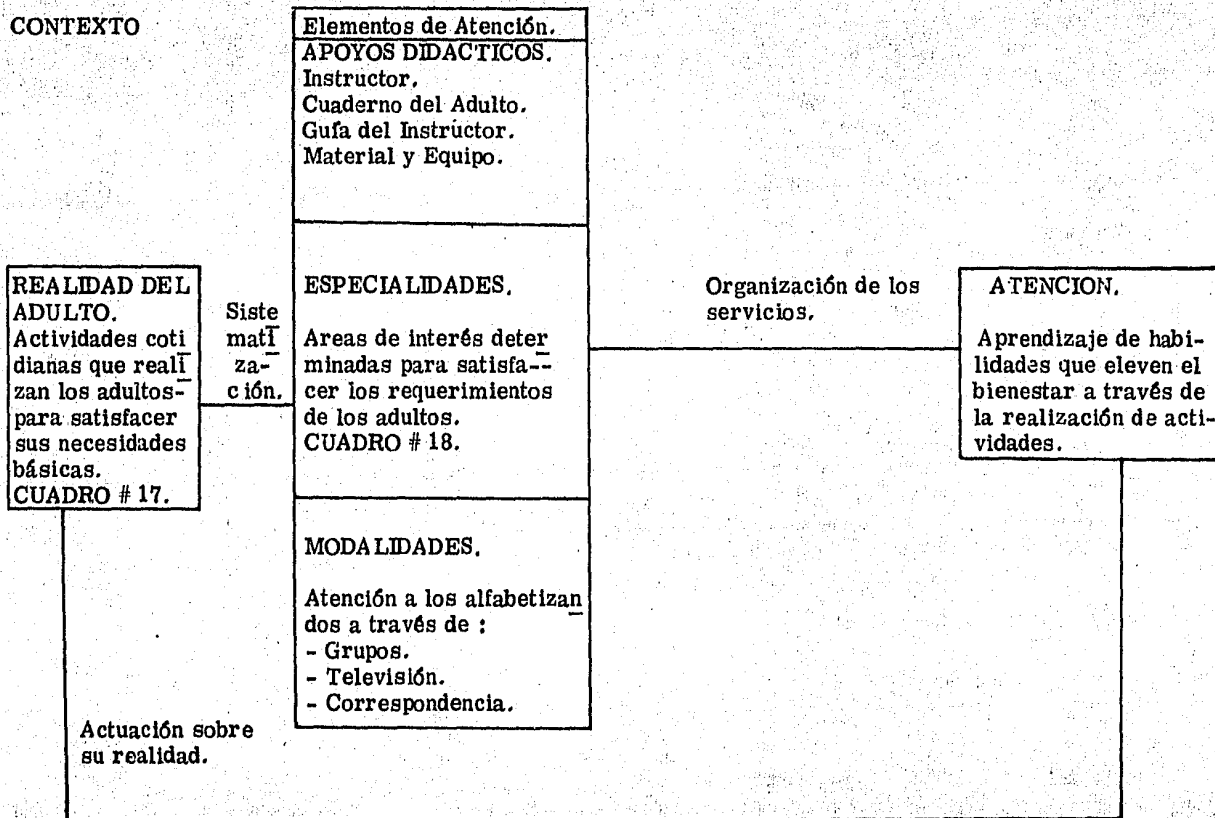 CONTEXTO
Elementos de Atención.
APOYOS DIDACTICOS.
Instructor.
Cuaderno del Adulto.
Guía del Instructor.
Material y Equipo.
REALIDAD DEL
ADULTO.
Actividades coti
dianas que reali
zan los adultos-
para satisfacer
sus necesidades
básicas.
CUADRO # 17.
Siste
mati
za-
ción.
ESPECIALIDADES.
Areas de interés deter
minadas para satisfa--
cer los requerimientos
de los adultos.
CUADRO # 18.
Organización de los
servicios.
ATENCION.
Aprendizaje de habi-
lidades que eleven el
bienestar a través de
la realización de acti-
vidades.
MODALIDADES.
Atención a los alfabetizan
dos a través de :
- Grupos.
- Televisión.
- Correspondencia.
Actuación sobre
su realidad.